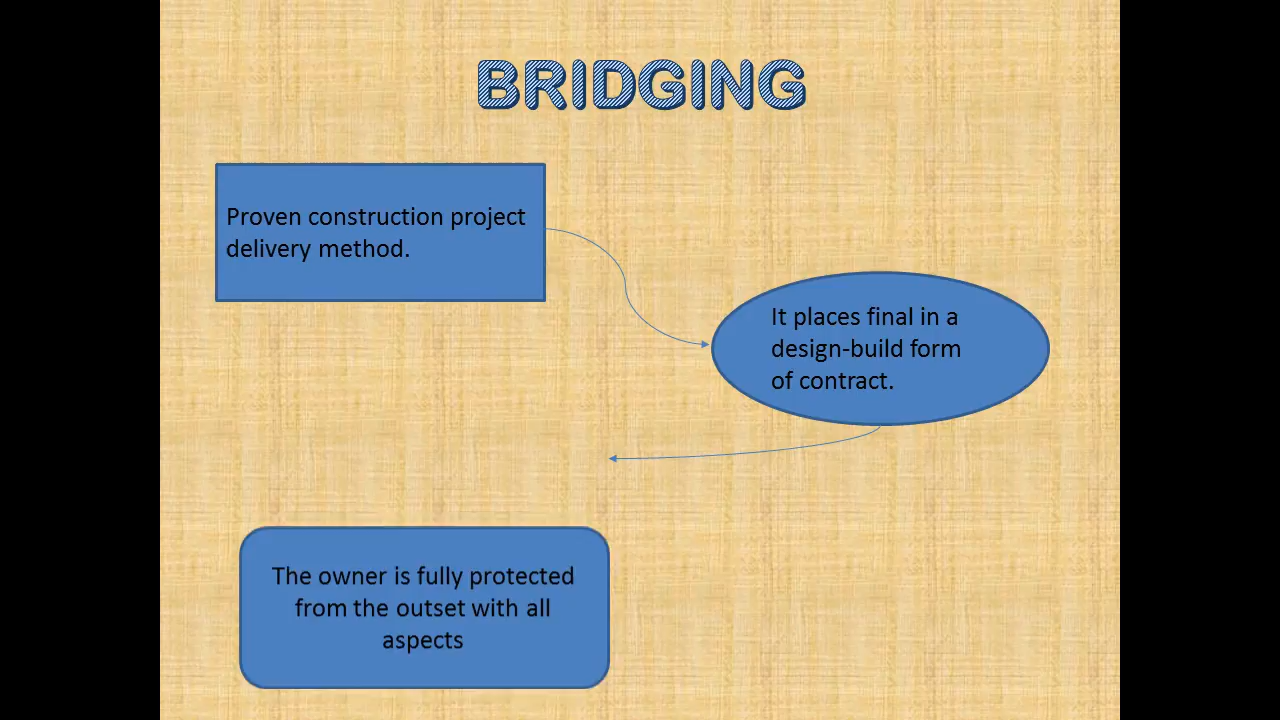 BRIDGING
Proven construction project
delivery method.
It places final in a
design-build form
of contract.
The owner is fully protected
from the outset with all
aspects